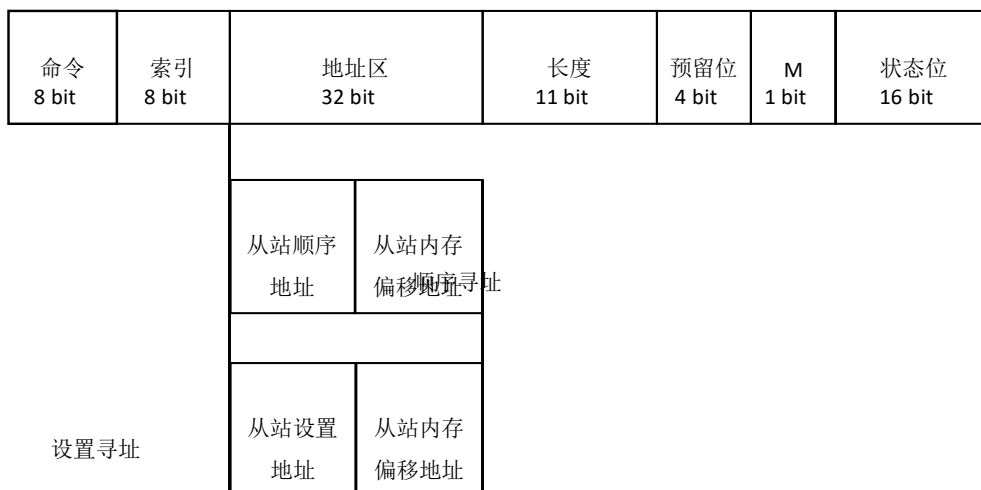 命令 索引 地址区 长度 预留位 M 状态位
8 bit 8 bit 32 bit 11 bit 4 bit 1 bit 16 bit
从站顺序 从站内存
地址 偏移地址 顺序寻址
从站设置 从站内存
设置寻址
地址 偏移地址